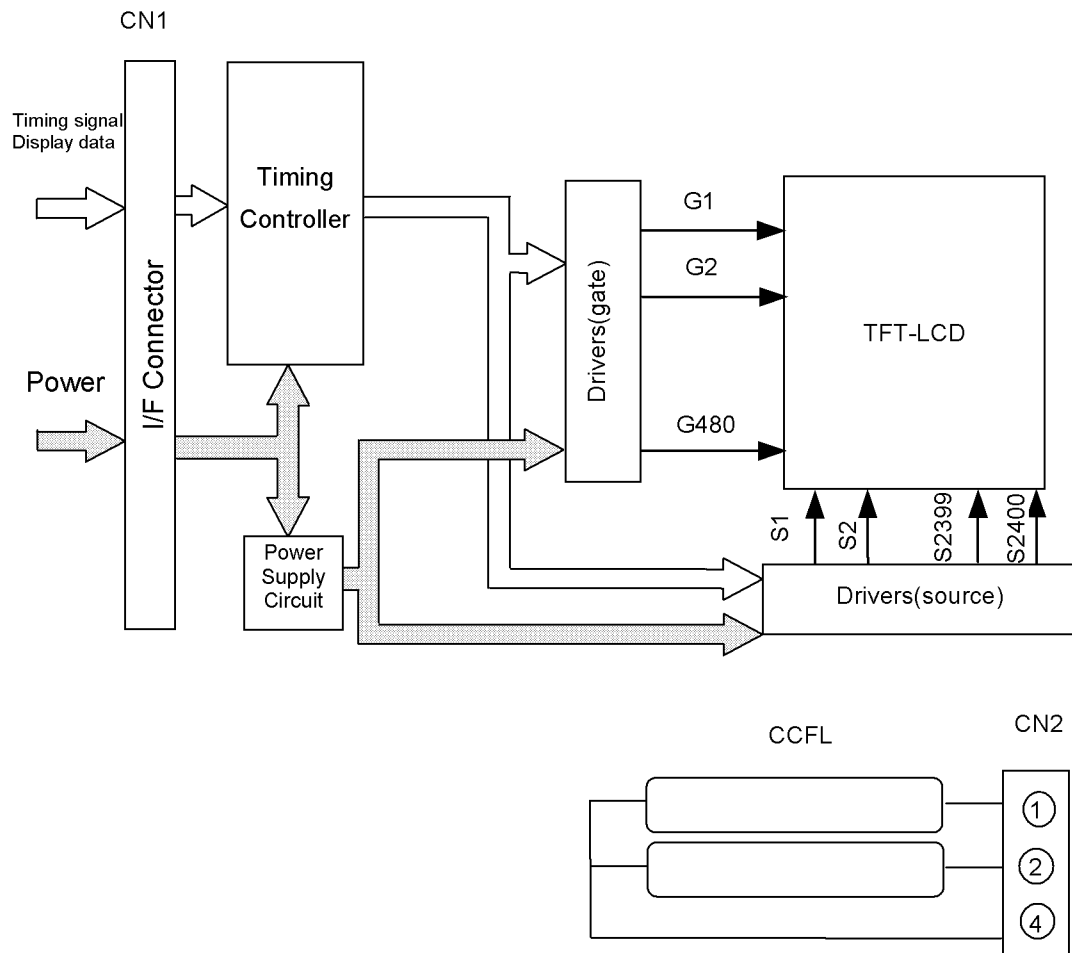 CN1
Timing signal
Display data
Power
I/F Connector
Timing
Controller
Power
Supply
Circuit
Drivers(gate)
G1
G2
G480
TFT-LCD
S1
S2
S2399
S2400
Drivers(source)
CCFL
CN2
1
2
4